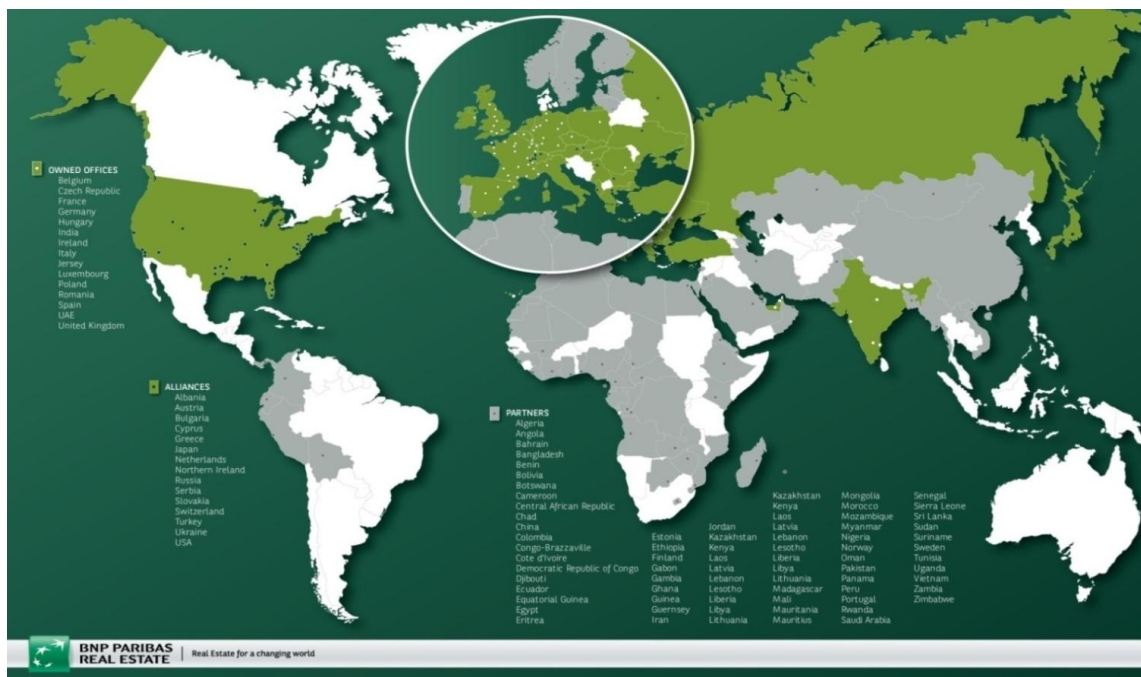 OWNED OFFICES
Belgium
Czech Republic
France
Germany
Hungary
India
Ireland
Italy
Jersey
Luxembourg
Poland
Romania
Spain
UAE
United Kingdom
ALLIANCES
Albania
Austria
Bulgaria
Cyprus
Greece
Japan
Netherlands
Northern Ireland
Russia
Serbia
Slovakia
Switzerland
Turkey
Ukraine
USA
PARTNERS
Algeria
Angola
Bahrain
Bangladesh
Benin
Bolivia
Botswana
Cameroon
Central African Republic
Chad
China
Colombia
Congo-Brazzaville
Cote d'Ivoire
Democratic Republic of Congo
Djibouti
Ecuador
Equatorial Guinea
Egypt
Eritrea
Estonia
Ethiopia
Finland
Gabon
Gambia
Ghana
Guinea
Guernsey
Iran
Jordan
Kazakhstan
Kenya
Laos
Latvia
Lebanon
Lesotho
Liberia
Libya
Lithuania
Kazakhstan
Kenya
Laos
Latvia
Lebanon
Lesotho
Liberia
Libya
Lithuania
Madagascar
Mali
Mauritania
Mauritius
Mongolia
Morocco
Mozambique
Myanmar
Nigeria
Norway
Oman
Pakistan
Panama
Peru
Portugal
Rwanda
Saudi Arabia
Senegal
Sierra Leone
Sri Lanka
Sudan
Suriname
Sweden
Tunisia
Uganda
Vietnam
Zambia
Zimbabwe
BNP PARIBAS
REAL ESTATE
Real Estate for a changing world